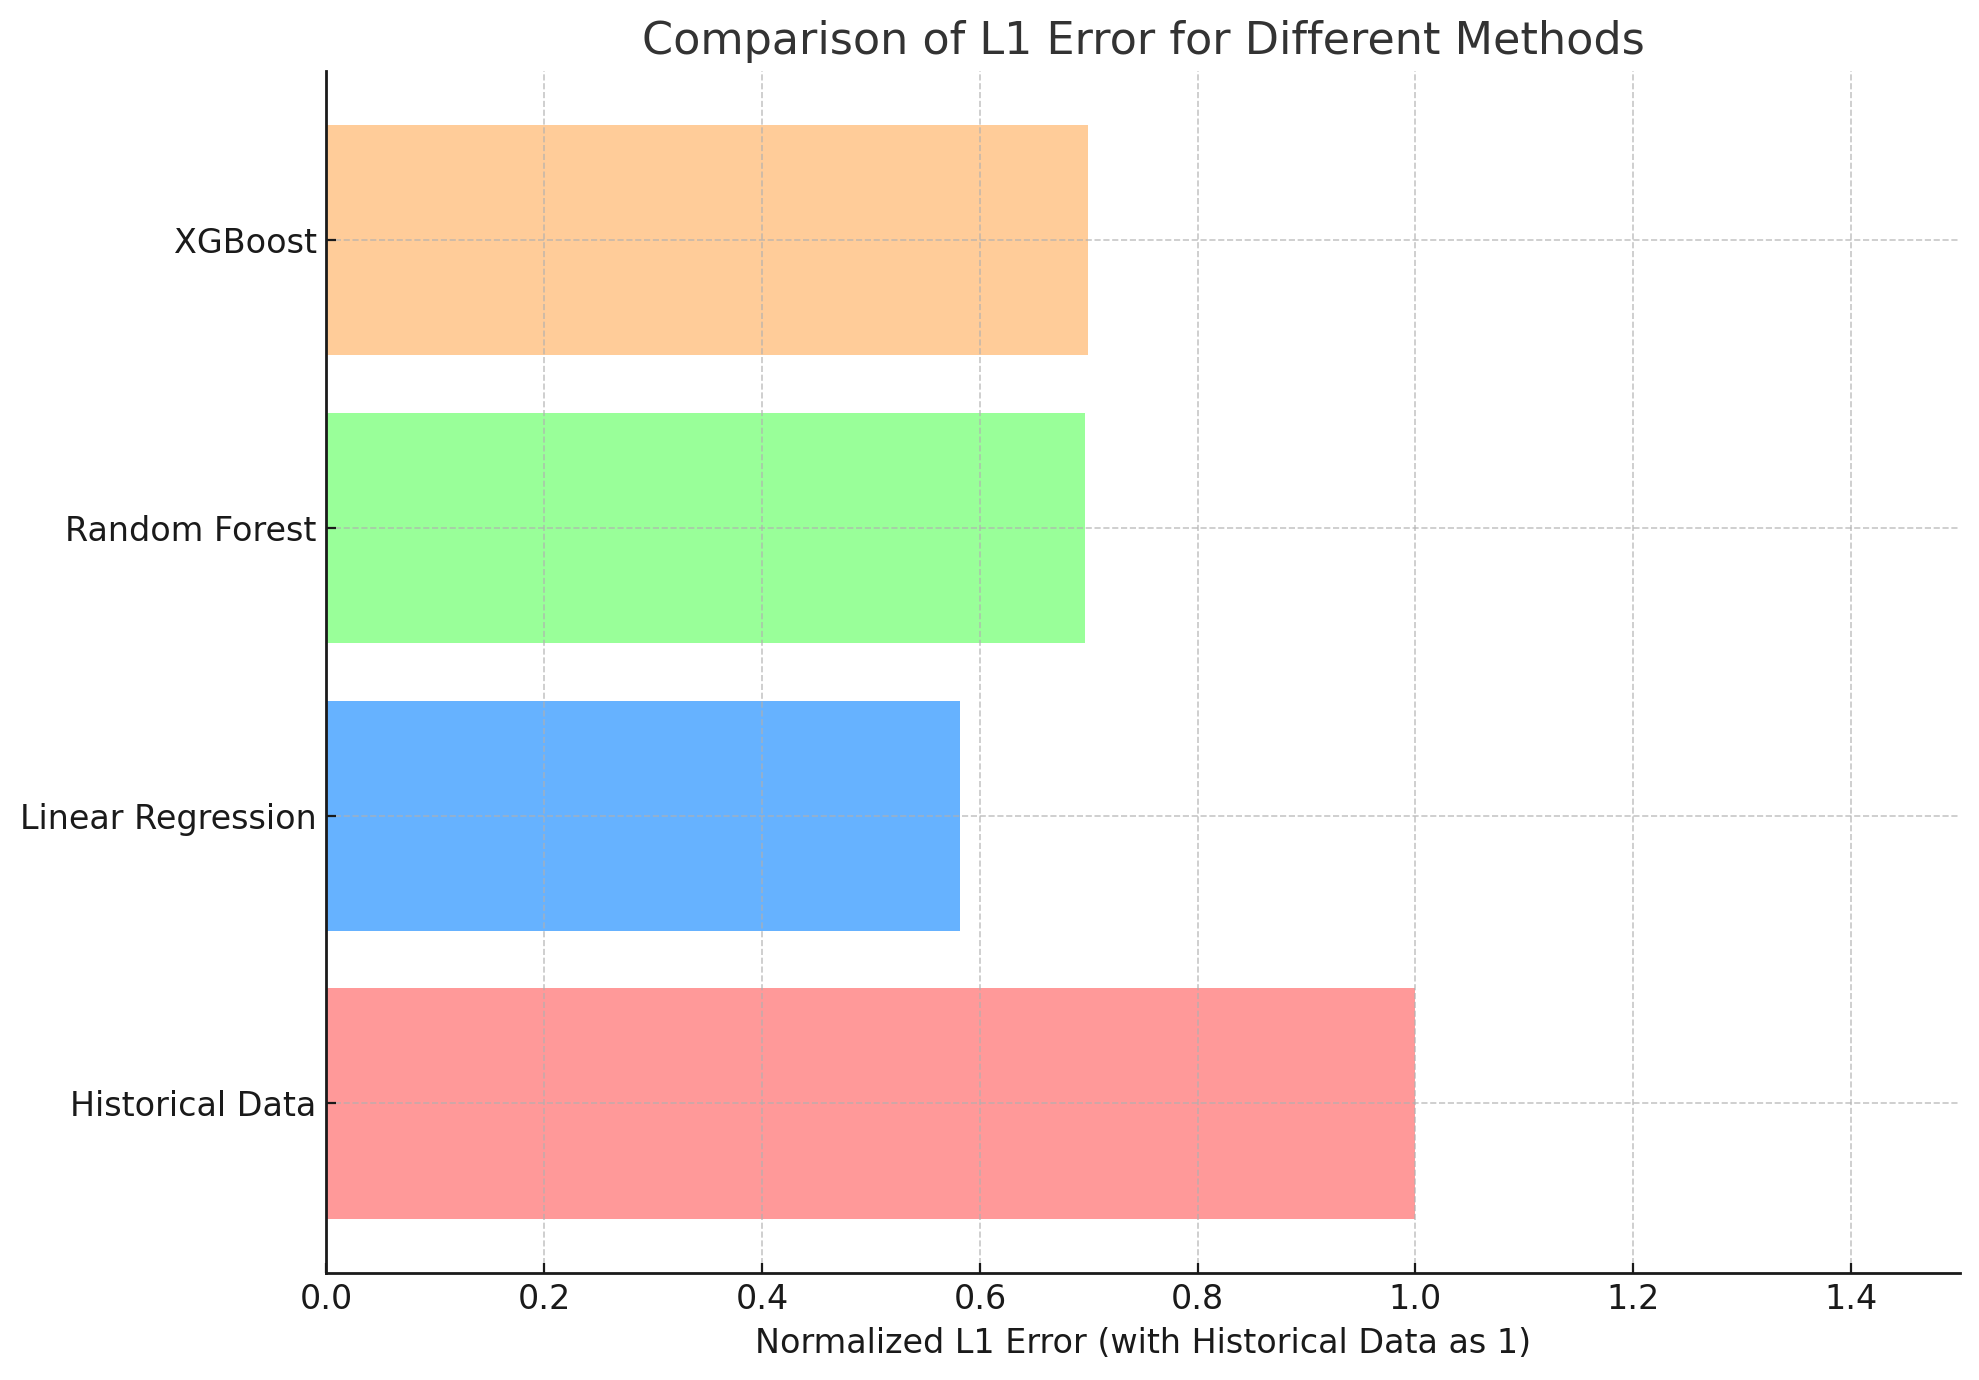 Comparison of L1 Error for Different Methods
XGBoost
Random Forest
Linear Regression
Historical Data
0.0 0.2 0.4 0.6 0.8 1.0 1.2 1.4
Normalized L1 Error (with Historical Data as 1)